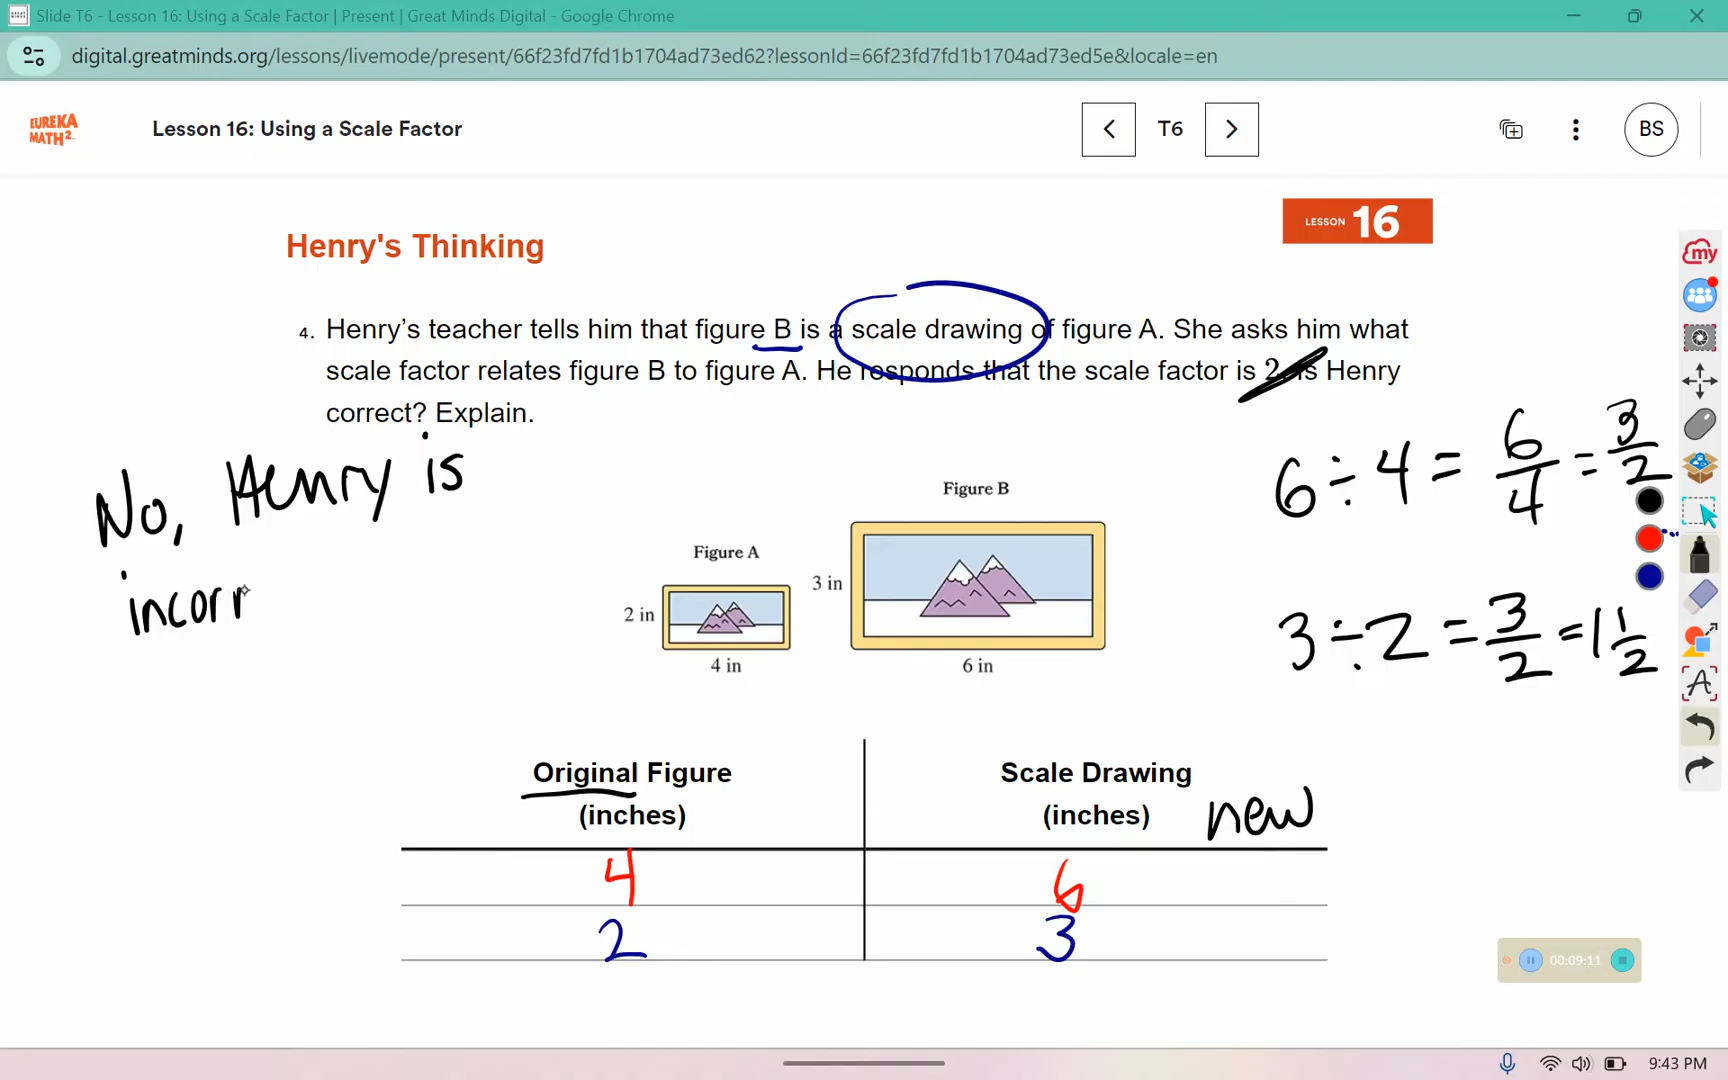 Slide T6 - Lesson 16: Using a Scale Factor | Present | Great Minds Digital - Google Chrome
digital.greatminds.org/lessons/livemode/present/66f23fd7fd1b1704ad73ed62?lessonId=66f23fd7fd1b1704ad73ed5e&locale=en
EUREKA
MATH²
Lesson 16: Using a Scale Factor
T6
BS
LESSON 16
Henry's Thinking
4. Henry's teacher tells him that figure B is a scale drawing of figure A. She asks him what
scale factor relates figure B to figure A. He responds that the scale factor is 2. Is Henry
correct? Explain.
No, Henry is
incorr
6 ÷ 4 = 6/4 = 3/2
3 ÷ 2 = 3/2 = 1 1/2
Figure A
2 in
4 in
Figure B
3 in
6 in
Original Figure
(inches)
Scale Drawing
(inches)
new
4 6
2 3
my
A
00:09:11
9:43 PM